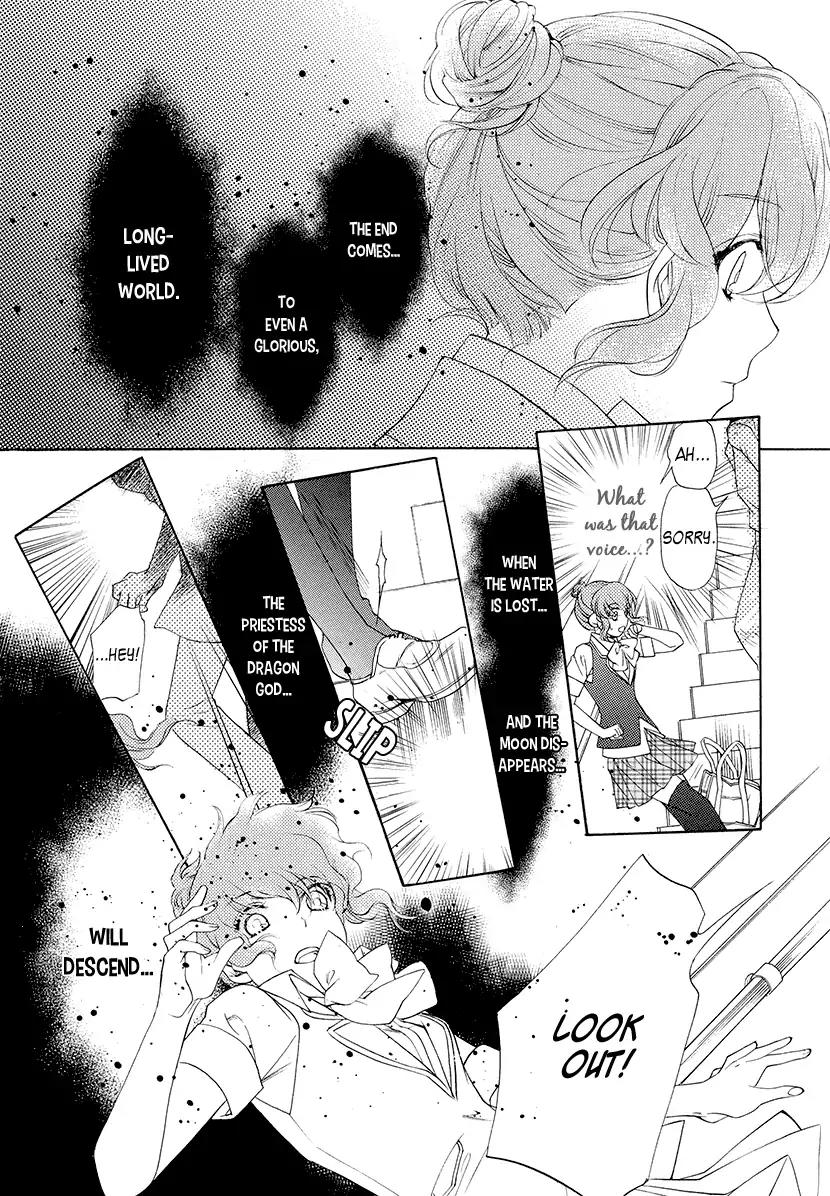 THE END
COMES...
TO
EVEN A
GLORIOUS,
LONG-
LIVED
WORLD.
AH...
SORRY.
What
was that
voice...?
WHEN
THE WATER
IS LOST...
AND THE
MOON DIS-
APPEARS...
SLIP
THE
PRIESTESS
OF THE
DRAGON
GOD...
...HEY!
WILL
DESCEND...
LOOK
OUT!